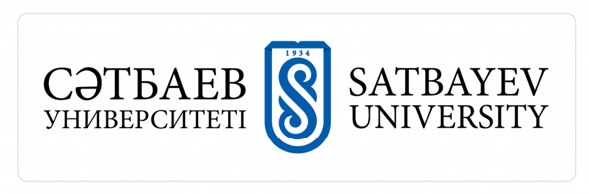 СӘТБАЕВ
УНИВЕРСИТЕТІ
1934
SATBAYEV
UNIVERSITY